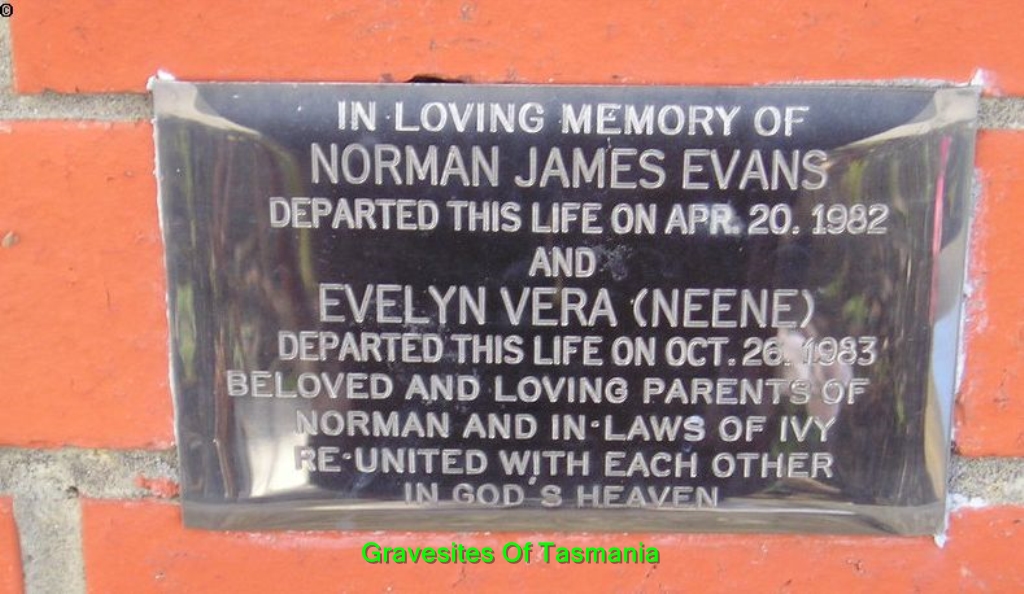 ©
IN LOVING MEMORY OF
NORMAN JAMES EVANS
DEPARTED THIS LIFE ON APR. 20. 1982
AND
EVELYN VERA (NEENE)
DEPARTED THIS LIFE ON OCT. 26. 1983
BELOVED AND LOVING PARENTS OF
NORMAN AND IN-LAWS OF IVY
RE-UNITED WITH EACH OTHER
IN GOD'S HEAVEN
Gravesites Of Tasmania